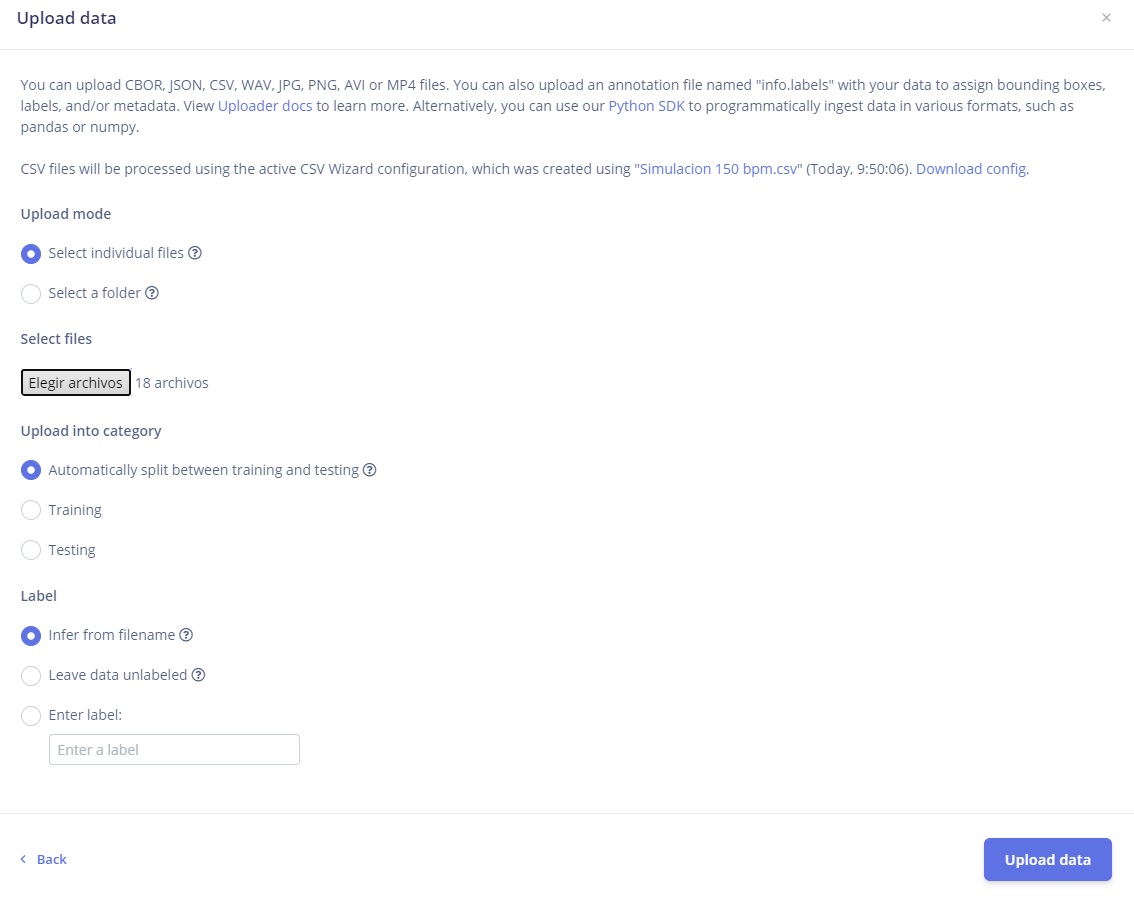 Upload data
You can upload CBOR, JSON, CSV, WAV, JPG, PNG, AVI or MP4 files. You can also upload an annotation file named "info.labels" with your data to assign bounding boxes,
labels, and/or metadata. View Uploader docs to learn more. Alternatively, you can use our Python SDK to programmatically ingest data in various formats, such as
pandas or numpy.
CSV files will be processed using the active CSV Wizard configuration, which was created using "Simulacion 150 bpm.csv" (Today, 9:50:06). Download config.
Upload mode
Select individual files
Select a folder
Select files
Elegir archivos 18 archivos
Upload into category
Automatically split between training and testing
Training
Testing
Label
Infer from filename
Leave data unlabeled
Enter label:
Enter a label
Back
Upload data